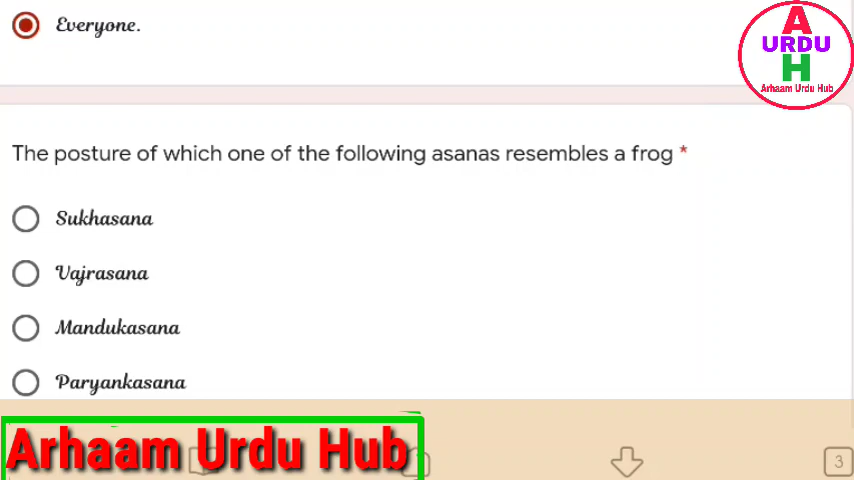 Everyone.
A
URDU
H
Arhaam Urdu Hub
The posture of which one of the following asanas resembles a frog *
Sukhasana
Vajrasana
Mandukasana
Paryankasana
Arhaam Urdu Hub
3